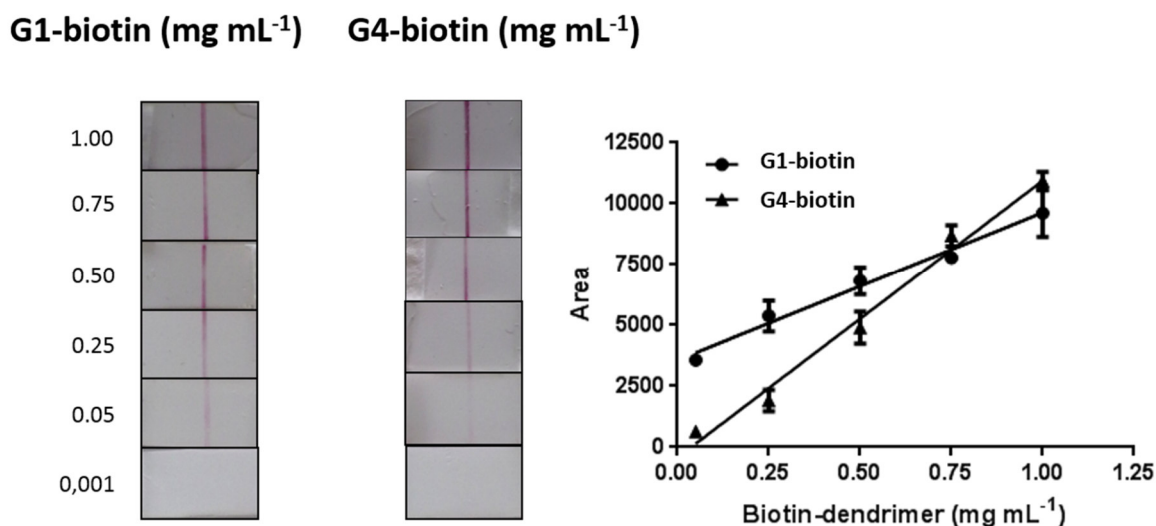 G1-biotin (mg mL⁻¹)
G4-biotin (mg mL⁻¹)
1.00
0.75
0.50
0.25
0.05
0,001
12500
10000
7500
5000
2500
0
Area
G1-biotin
G4-biotin
0.00 0.25 0.50 0.75 1.00 1.25
Biotin-dendrimer (mg mL⁻¹)